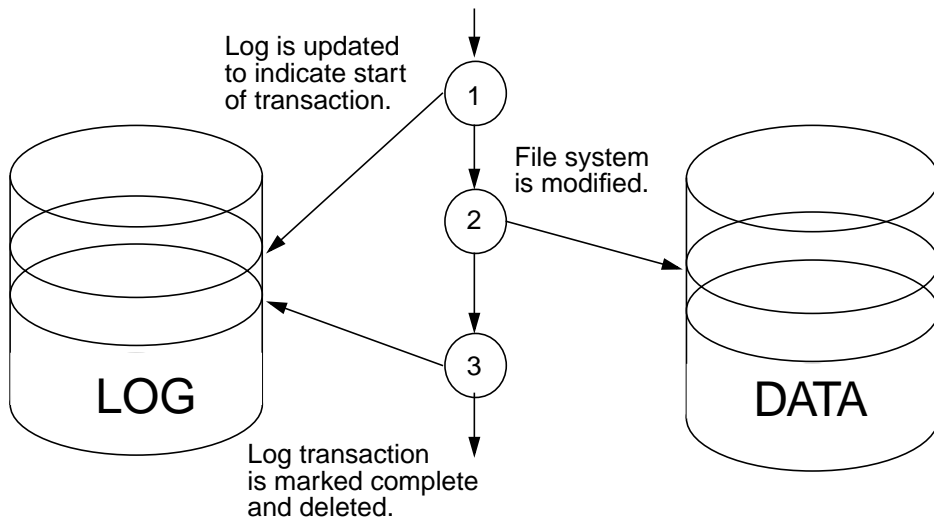 Log is updated
to indicate start
of transaction.
1
File system
is modified.
2
3
LOG
DATA
Log transaction
is marked complete
and deleted.